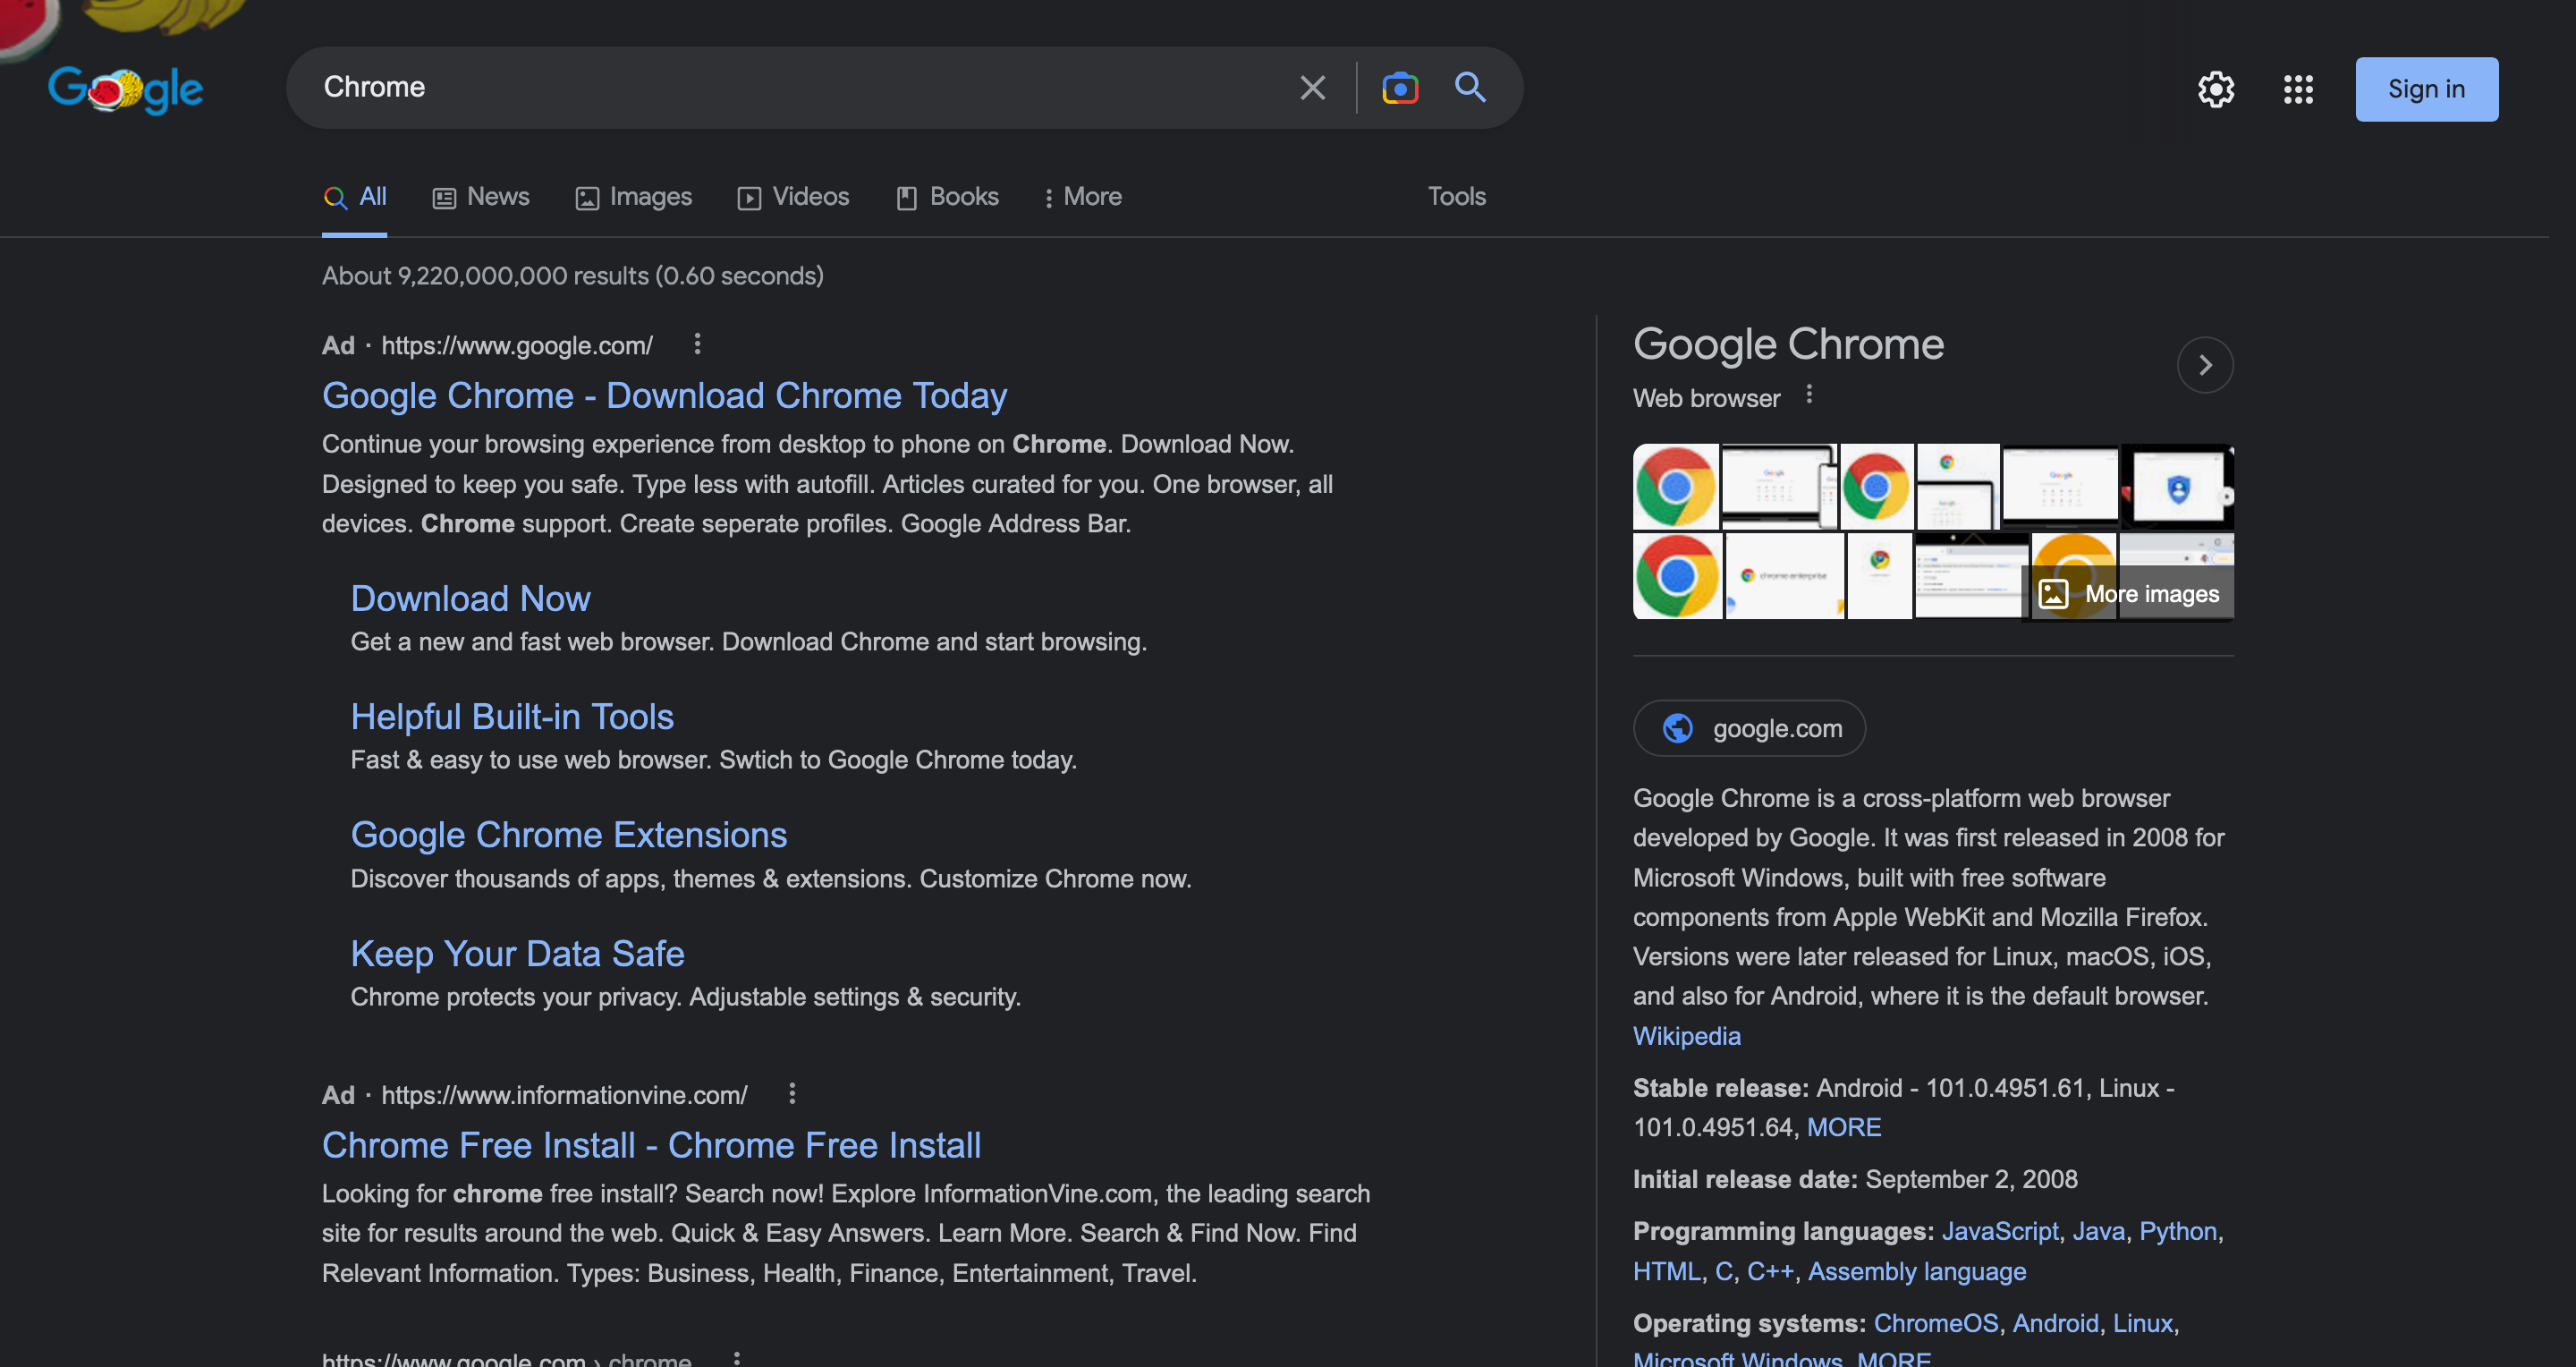 Google
Chrome
Sign in
All
News
Images
Videos
Books
More
Tools
About 9,220,000,000 results (0.60 seconds)
Ad · https://www.google.com/
Google Chrome - Download Chrome Today
Continue your browsing experience from desktop to phone on Chrome. Download Now.
Designed to keep you safe. Type less with autofill. Articles curated for you. One browser, all
devices. Chrome support. Create seperate profiles. Google Address Bar.
Download Now
Get a new and fast web browser. Download Chrome and start browsing.
Helpful Built-in Tools
Fast & easy to use web browser. Swtich to Google Chrome today.
Google Chrome Extensions
Discover thousands of apps, themes & extensions. Customize Chrome now.
Keep Your Data Safe
Chrome protects your privacy. Adjustable settings & security.
Ad · https://www.informationvine.com/
Chrome Free Install - Chrome Free Install
Looking for chrome free install? Search now! Explore InformationVine.com, the leading search
site for results around the web. Quick & Easy Answers. Learn More. Search & Find Now. Find
Relevant Information. Types: Business, Health, Finance, Entertainment, Travel.
https://www.google.com › chrome
Google Chrome
Web browser
Google
Google
Google
Google
chrome enterprise
More images
google.com
Google Chrome is a cross-platform web browser
developed by Google. It was first released in 2008 for
Microsoft Windows, built with free software
components from Apple WebKit and Mozilla Firefox.
Versions were later released for Linux, macOS, iOS,
and also for Android, where it is the default browser.
Wikipedia
Stable release: Android - 101.0.4951.61, Linux -
101.0.4951.64, MORE
Initial release date: September 2, 2008
Programming languages: JavaScript, Java, Python,
HTML, C, C++, Assembly language
Operating systems: ChromeOS, Android, Linux,
Microsoft Windows, MORE